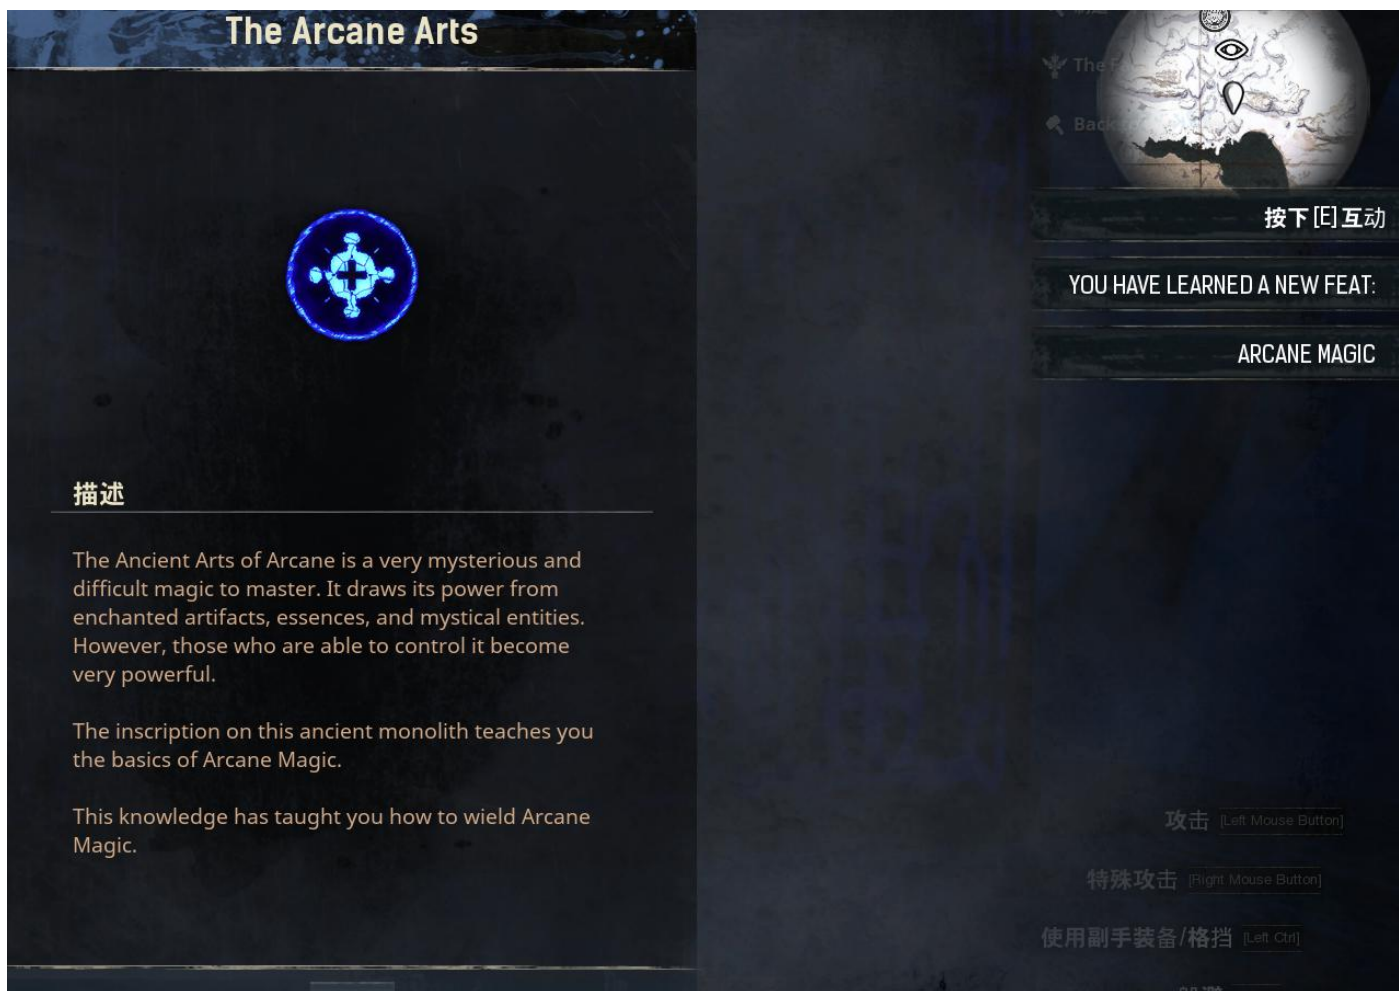 The Arcane Arts
描述
The Ancient Arts of Arcane is a very mysterious and
difficult magic to master. It draws its power from
enchanted artifacts, essences, and mystical entities.
However, those who are able to control it become
very powerful.
The inscription on this ancient monolith teaches you
the basics of Arcane Magic.
This knowledge has taught you how to wield Arcane
Magic.
The
Back
按下[E]互动
YOU HAVE LEARNED A NEW FEAT:
ARCANE MAGIC
攻击 [Left Mouse Button]
特殊攻击 [Right Mouse Button]
使用副手装备/格挡 [Left Ctrl]